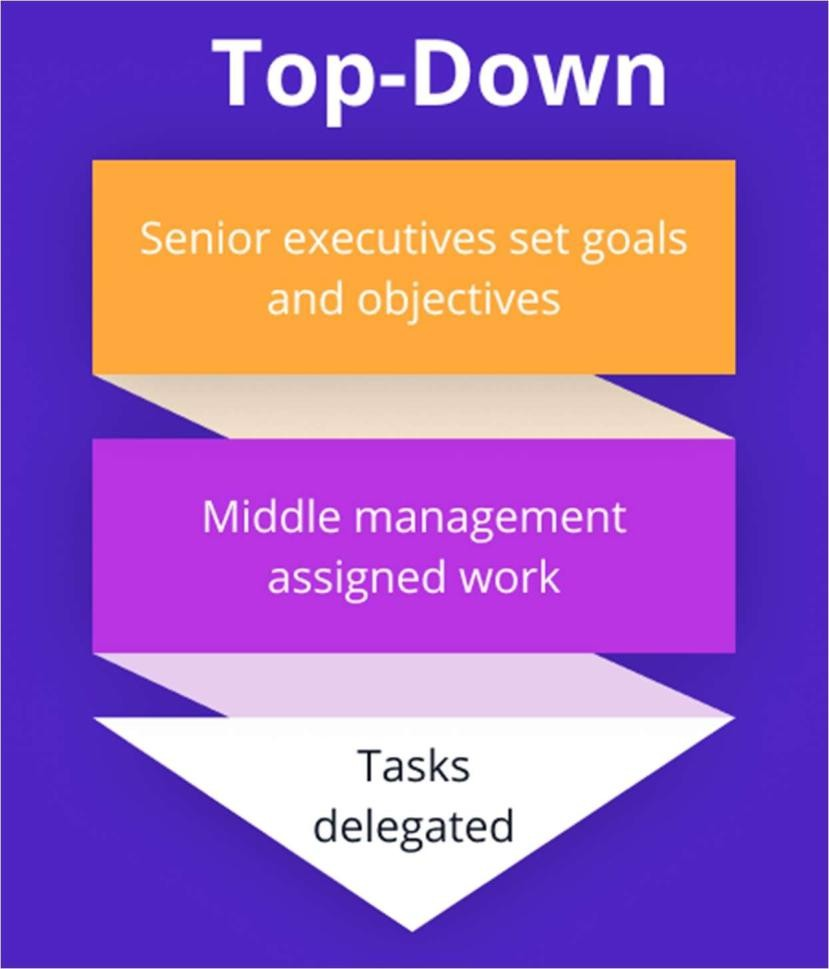 Top-Down
Senior executives set goals
and objectives
Middle management
assigned work
Tasks
delegated